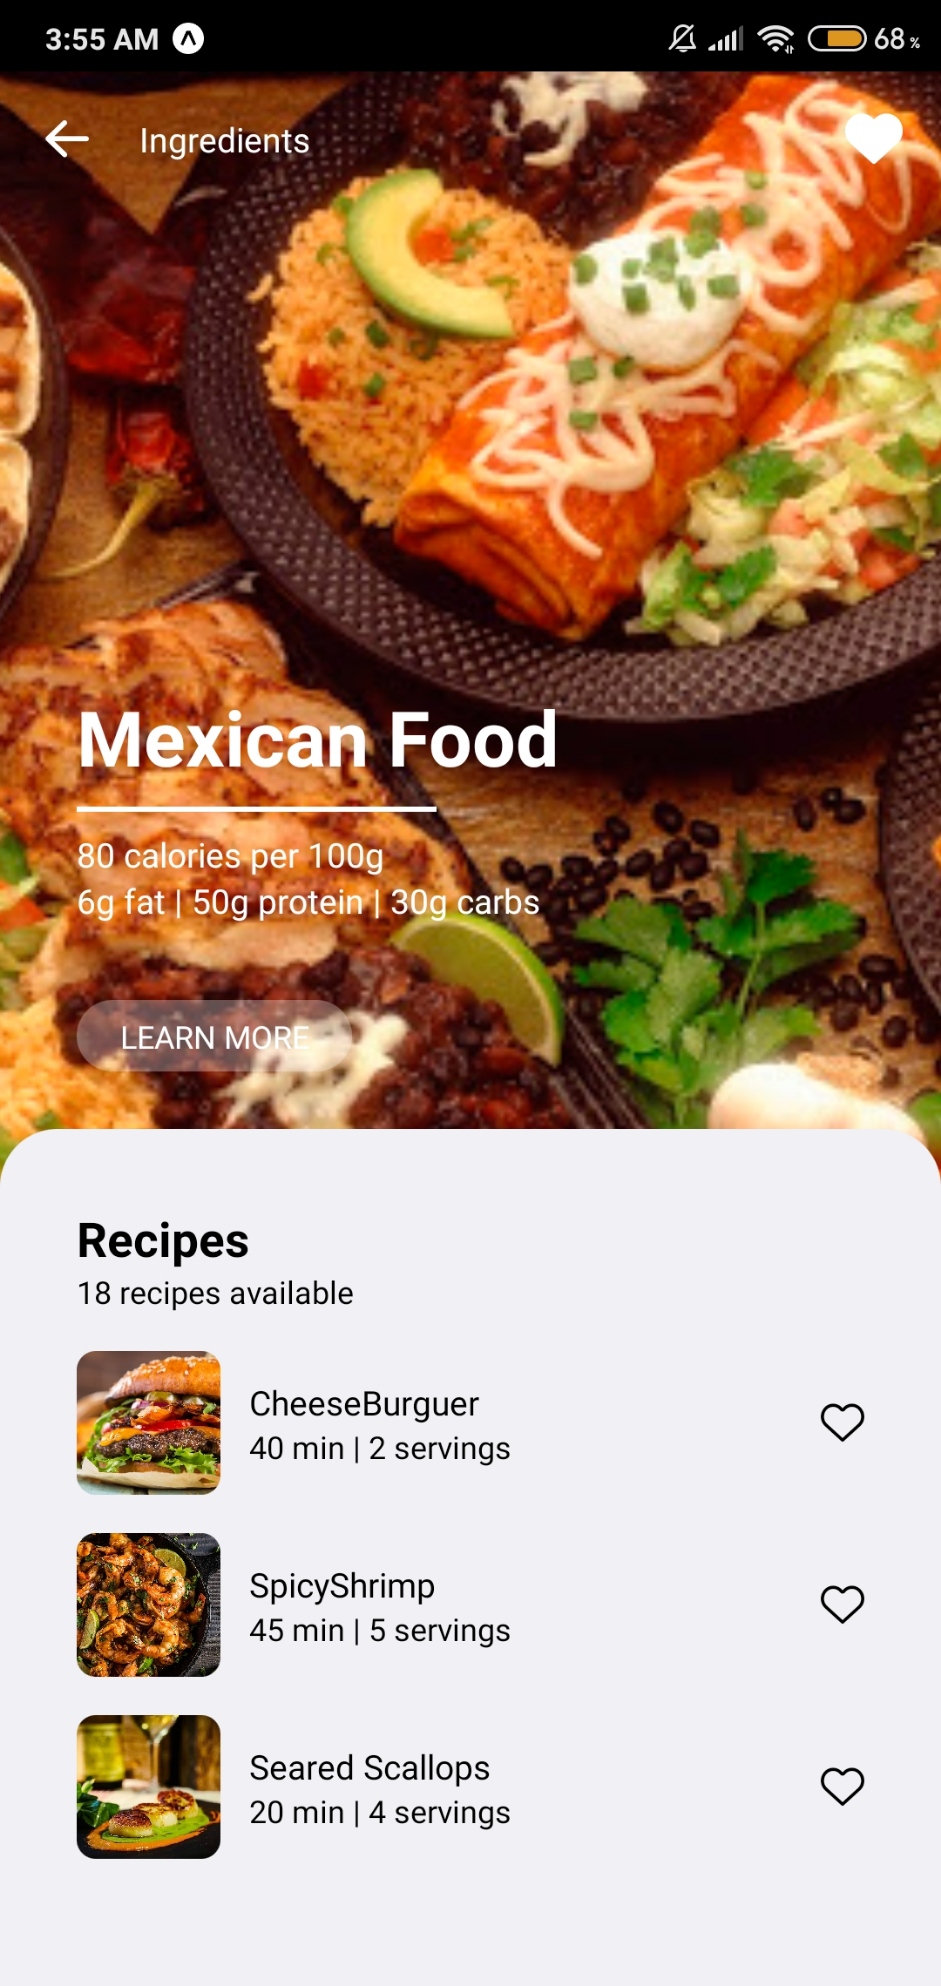 3:55 AM
68 %
Ingredients
Mexican Food
80 calories per 100g
6g fat | 50g protein | 30g carbs
LEARN MORE
Recipes
18 recipes available
CheeseBurguer
40 min | 2 servings
SpicyShrimp
45 min | 5 servings
Seared Scallops
20 min | 4 servings